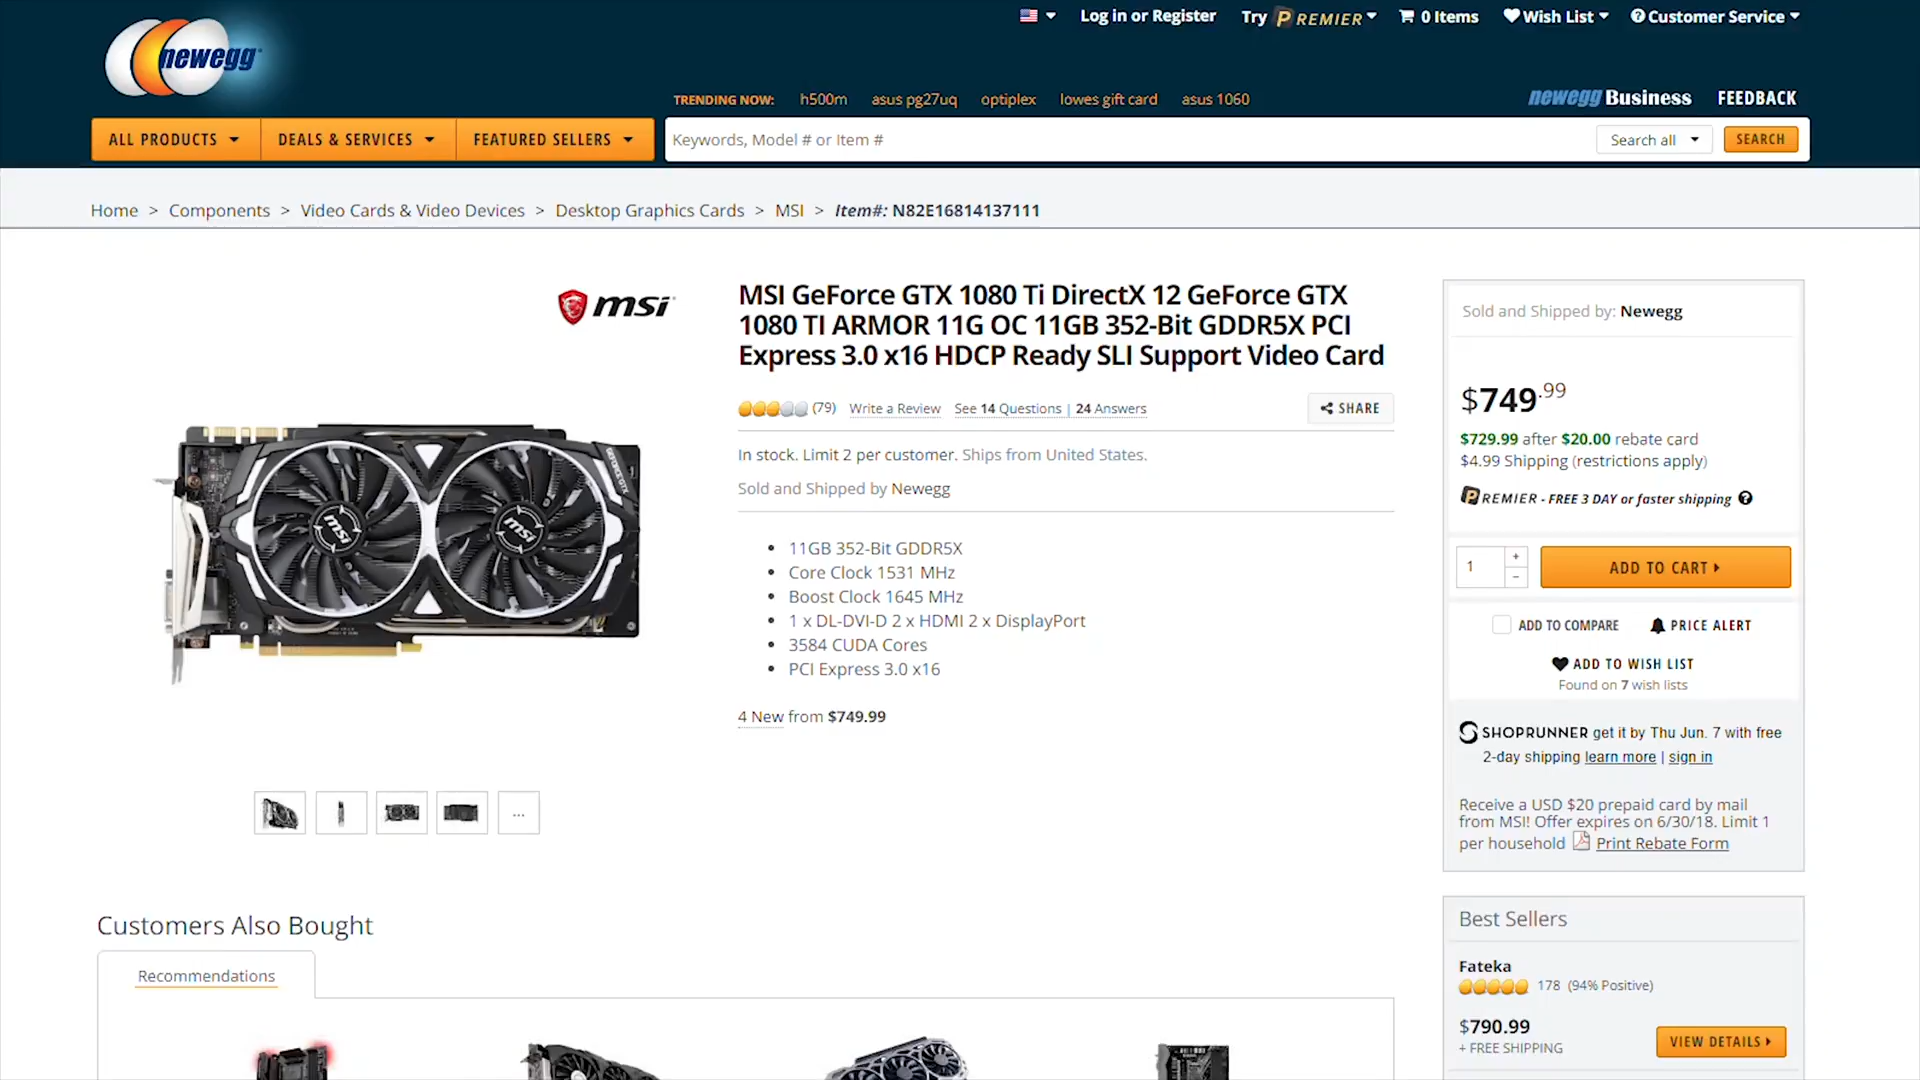 Log in or Register
Try PREMIER
0 Items
Wish List
Customer Service
newegg
TRENDING NOW: h500m asus pg27uq optiplex lowes gift card asus 1060
newegg Business
FEEDBACK
ALL PRODUCTS
DEALS & SERVICES
FEATURED SELLERS
Keywords, Model # or Item #
Search all
SEARCH
Home > Components > Video Cards & Video Devices > Desktop Graphics Cards > MSI > Item#: N82E16814137111
msi
MSI GeForce GTX 1080 Ti DirectX 12 GeForce GTX
1080 TI ARMOR 11G OC 11GB 352-Bit GDDR5X PCI
Express 3.0 x16 HDCP Ready SLI Support Video Card
(79) Write a Review See 14 Questions | 24 Answers
SHARE
In stock. Limit 2 per customer. Ships from United States.
Sold and Shipped by Newegg
• 11GB 352-Bit GDDR5X
• Core Clock 1531 MHz
• Boost Clock 1645 MHz
• 1 x DL-DVI-D 2 x HDMI 2 x DisplayPort
• 3584 CUDA Cores
• PCI Express 3.0 x16
4 New from $749.99
GEFORCE GTX
msi
msi
...
Sold and Shipped by: Newegg
$749.99
$729.99 after $20.00 rebate card
$4.99 Shipping (restrictions apply)
PREMIER - FREE 3 DAY or faster shipping ?
1
+
−
ADD TO CART
ADD TO COMPARE
PRICE ALERT
ADD TO WISH LIST
Found on 7 wish lists
SHOPRUNNER get it by Thu Jun. 7 with free
2-day shipping learn more | sign in
Receive a USD $20 prepaid card by mail
from MSI! Offer expires on 6/30/18. Limit 1
per household Print Rebate Form
Customers Also Bought
Recommendations
Best Sellers
Fateka
178 (94% Positive)
$790.99
+ FREE SHIPPING
VIEW DETAILS